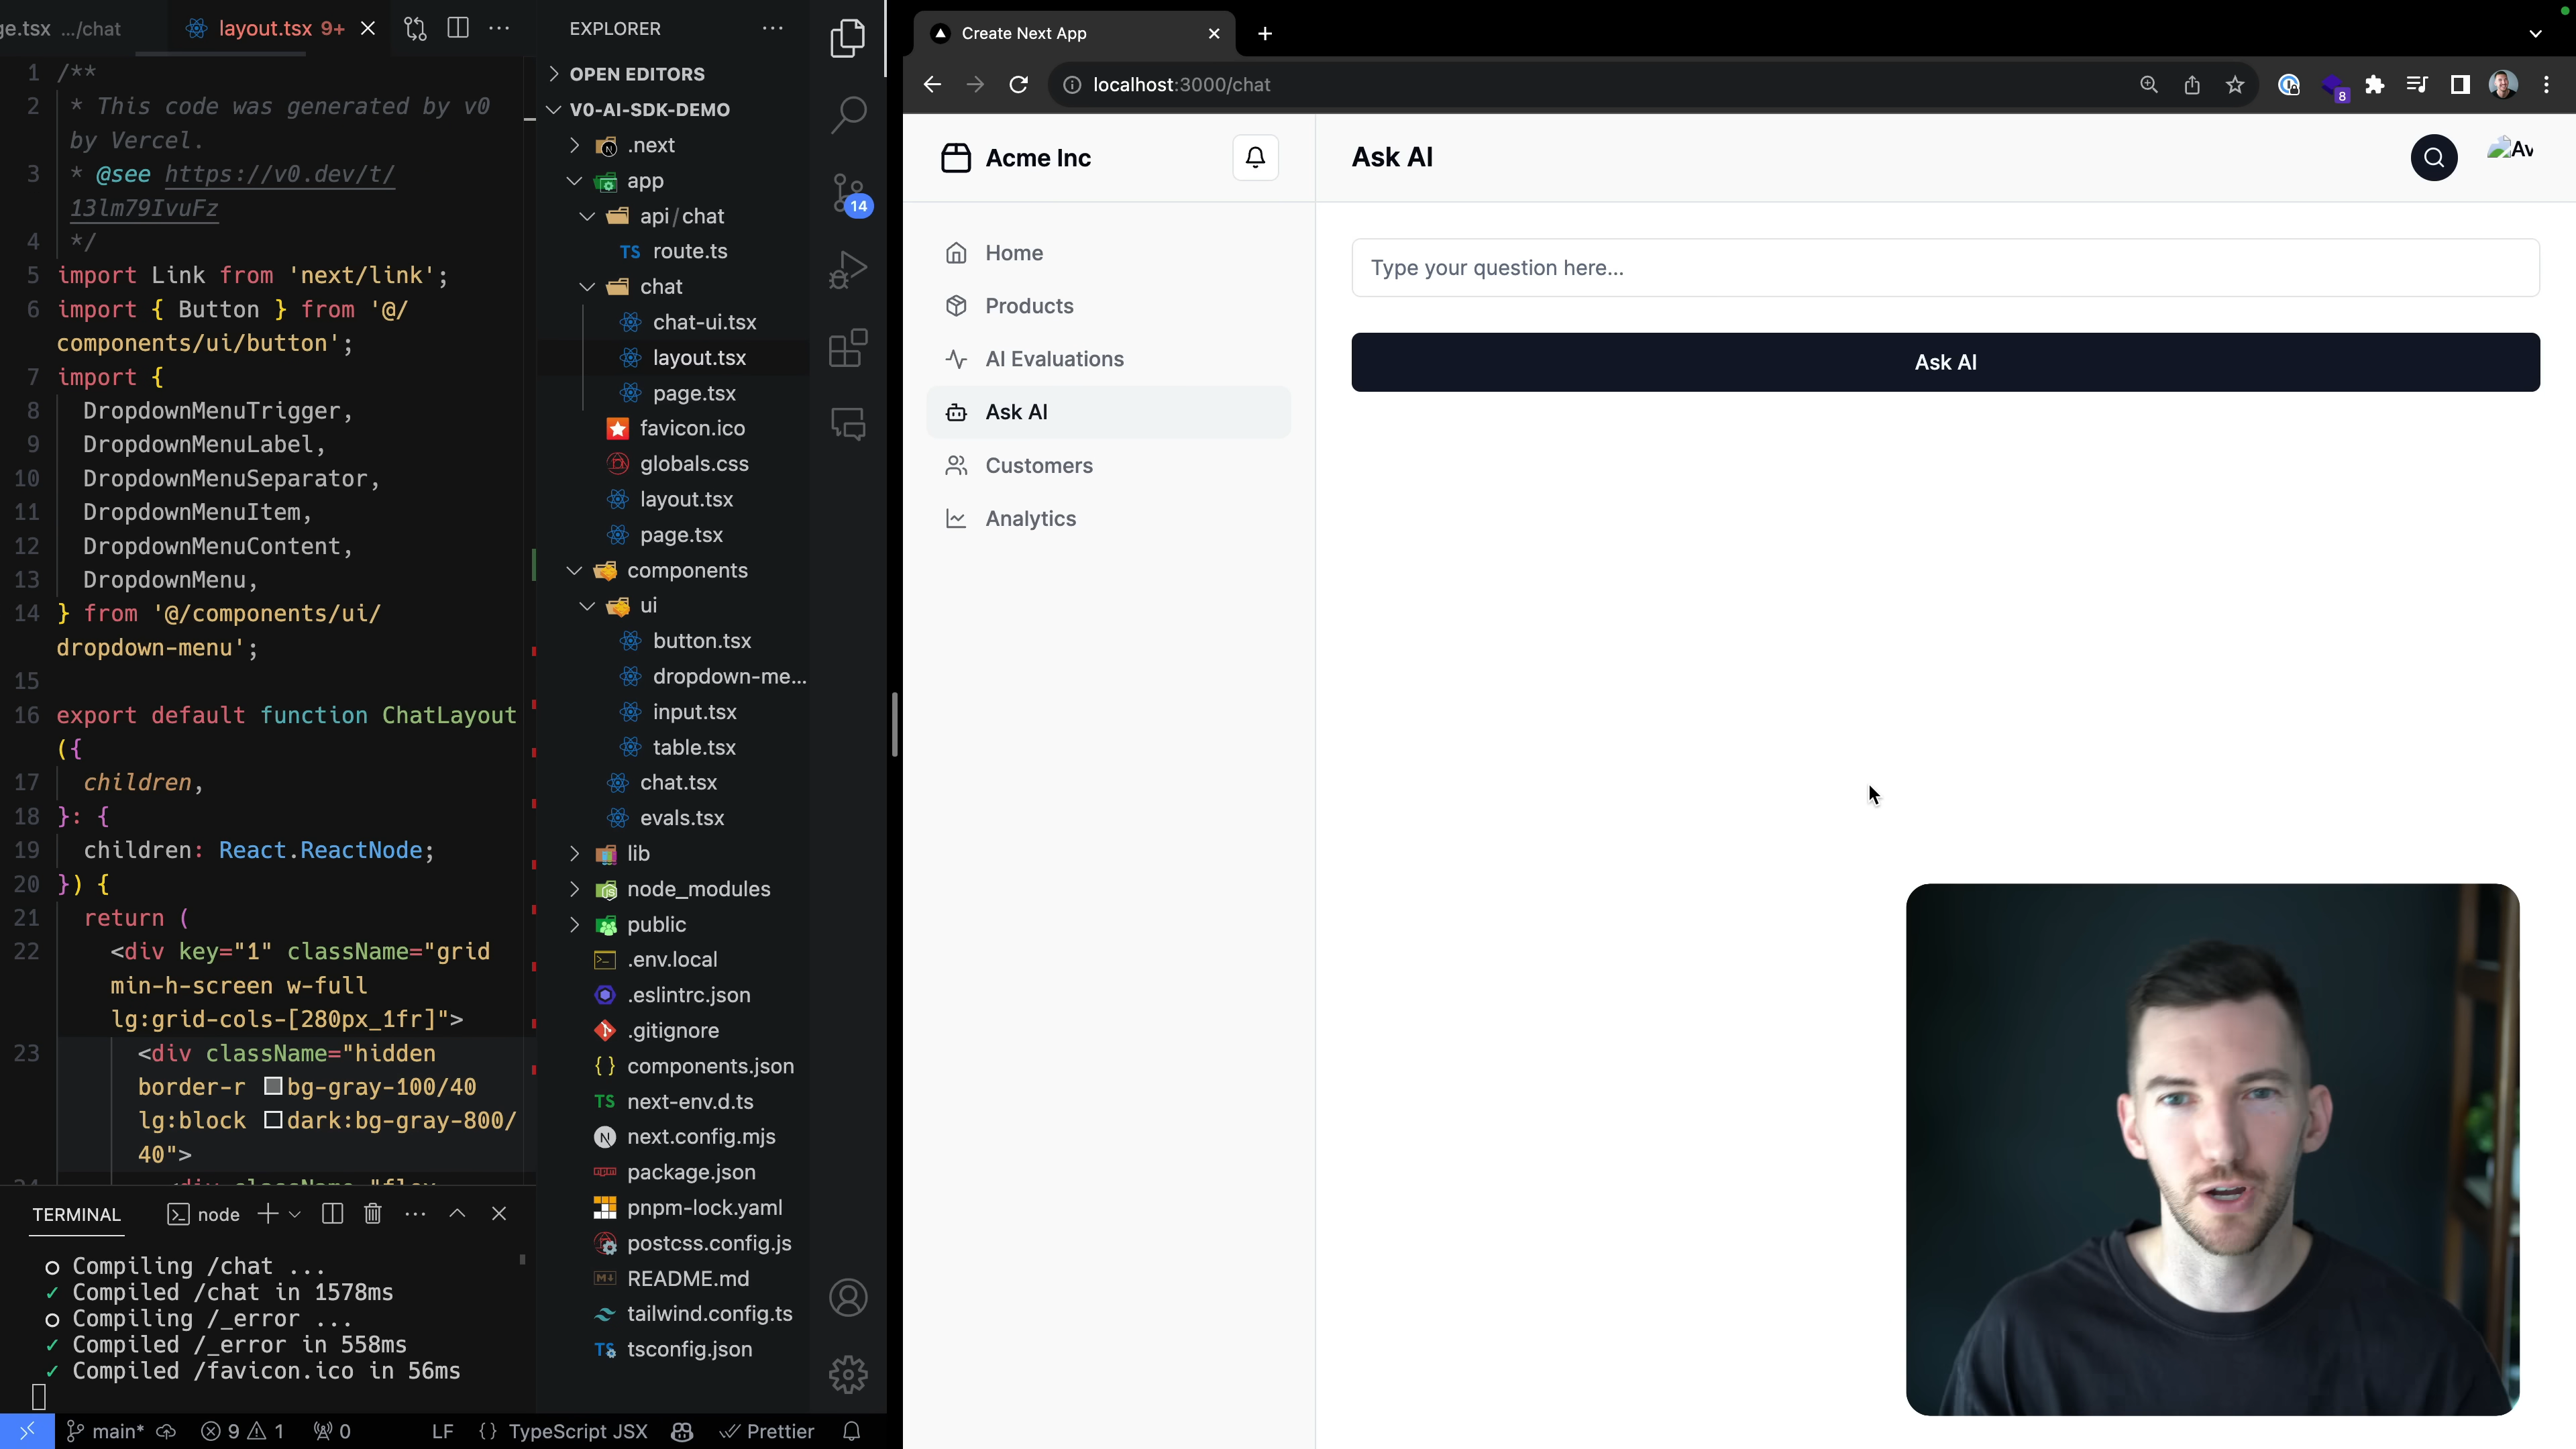 ge.tsx .../chat
layout.tsx 9+
1 /**
2 * This code was generated by v0
by Vercel.
3 * @see https://v0.dev/t/
13lm79IvuFz
4 */
5 import Link from 'next/link';
6 import { Button } from '@/
components/ui/button';
7 import {
8 DropdownMenuTrigger,
9 DropdownMenuLabel,
10 DropdownMenuSeparator,
11 DropdownMenuItem,
12 DropdownMenuContent,
13 DropdownMenu,
14 } from '@/components/ui/
dropdown-menu';
15
16 export default function ChatLayout
({
17 children,
18 }: {
19 children: React.ReactNode;
20 }) {
21 return (
22 <div key="1" className="grid
min-h-screen w-full
lg:grid-cols-[280px_1fr]">
23 <div className="hidden
border-r bg-gray-100/40
lg:block dark:bg-gray-800/
40">
24 <div className="flex
TERMINAL
node
Compiling /chat ...
✓ Compiled /chat in 1578ms
Compiling /_error ...
✓ Compiled /_error in 558ms
✓ Compiled /favicon.ico in 56ms
main* 9 1 0 LF {} TypeScript JSX Prettier
EXPLORER
OPEN EDITORS
V0-AI-SDK-DEMO
.next
app
api/chat
TS route.ts
chat
chat-ui.tsx
layout.tsx
page.tsx
favicon.ico
globals.css
layout.tsx
page.tsx
components
ui
button.tsx
dropdown-me...
input.tsx
table.tsx
chat.tsx
evals.tsx
lib
node_modules
public
.env.local
.eslintrc.json
.gitignore
{} components.json
TS next-env.d.ts
next.config.mjs
package.json
pnpm-lock.yaml
postcss.config.js
README.md
tailwind.config.ts
TS tsconfig.json
14
Create Next App
localhost:3000/chat
8
Acme Inc
Home
Products
AI Evaluations
Ask AI
Customers
Analytics
Ask AI
Av
Type your question here...
Ask AI